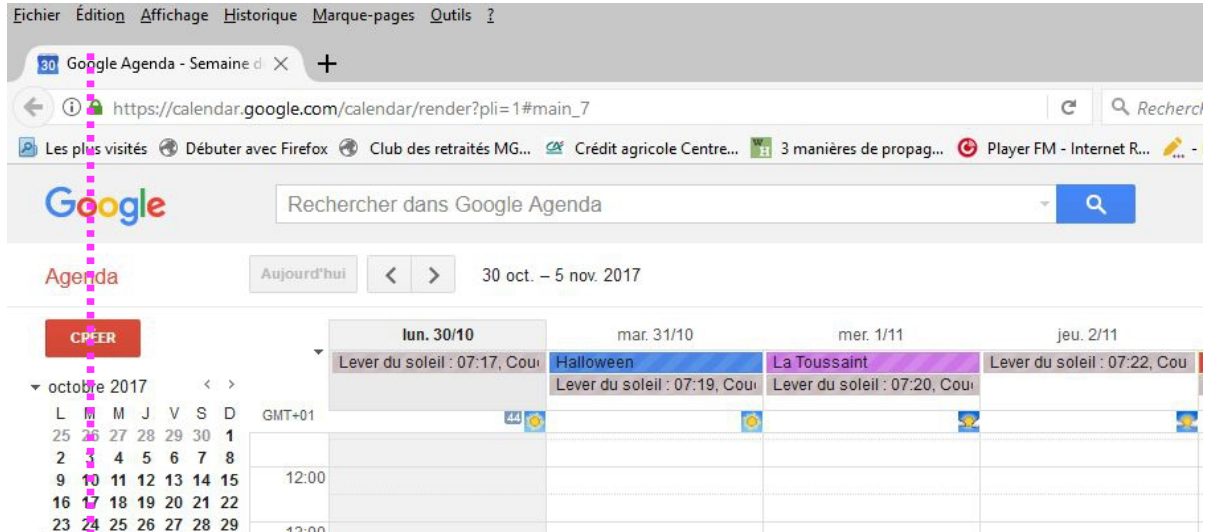 Fichier Édition Affichage Historique Marque-pages Outils ?
30 Google Agenda - Semaine d
https://calendar.google.com/calendar/render?pli=1#main_7 Recherch
Les plus visités Débuter avec Firefox Club des retraités MG... Crédit agricole Centre... WH 3 manières de propag... Player FM - Internet R... -
Google Rechercher dans Google Agenda
Agenda Aujourd'hui < > 30 oct. – 5 nov. 2017
CRÉER lun. 30/10 mar. 31/10 mer. 1/11 jeu. 2/11
Lever du soleil : 07:17, Cou Halloween La Toussaint Lever du soleil : 07:22, Cou
octobre 2017 < > Lever du soleil : 07:19, Cou Lever du soleil : 07:20, Cou
L M M J V S D GMT+01 44
25 26 27 28 29 30 1
2 3 4 5 6 7 8
9 10 11 12 13 14 15 12:00
16 17 18 19 20 21 22
23 24 25 26 27 28 29 13:00